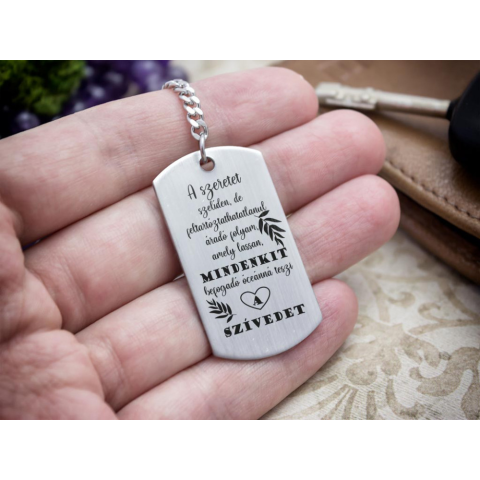 A szeretet
szelíden, de
feltartóztathatatlanul
áradó folyam,
amely lassan,
MINDENKIT
befogadó óceánná teszi
A
SZÍVEDET